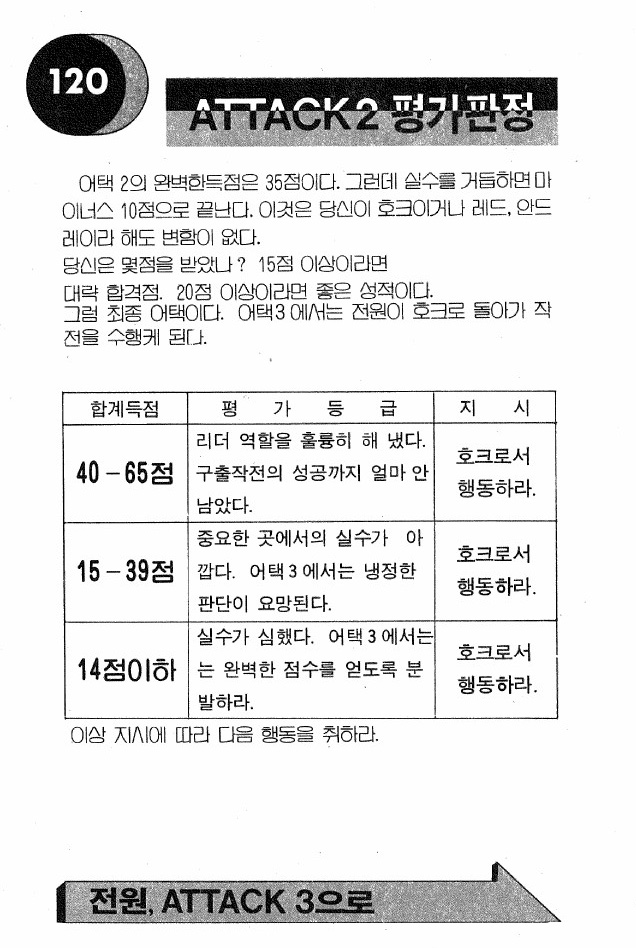 120
ATTACK2 평가판정
어택 2의 완벽한득점은 35점이다. 그런데 실수를 거듭하면 마
이너스 10점으로 끝난다. 이것은 당신이 호크이거나 레드, 안드
레이라 해도 변함이 없다.
당신은 몇점을 받았나? 15점 이상이라면
대략 합격점. 20점 이상이라면 좋은 성적이다.
그럼 최종 어택이다. 어택3에서는 전원이 호크로 돌아가 작
전을 수행케 된다.
합계득점 평 가 등 급 지 시
40-65점 리더 역할을 훌륭히 해 냈다. 구출작전의 성공까지 얼마 안 남았다. 호크로서 행동하라.
15-39점 중요한 곳에서의 실수가 아깝다. 어택3에서는 냉정한 판단이 요망된다. 호크로서 행동하라.
14점이하 실수가 심했다. 어택3에서는는 완벽한 점수를 얻도록 분발하라. 호크로서 행동하라.
이상 지시에 따라 다음 행동을 취하라.
전원, ATTACK 3으로